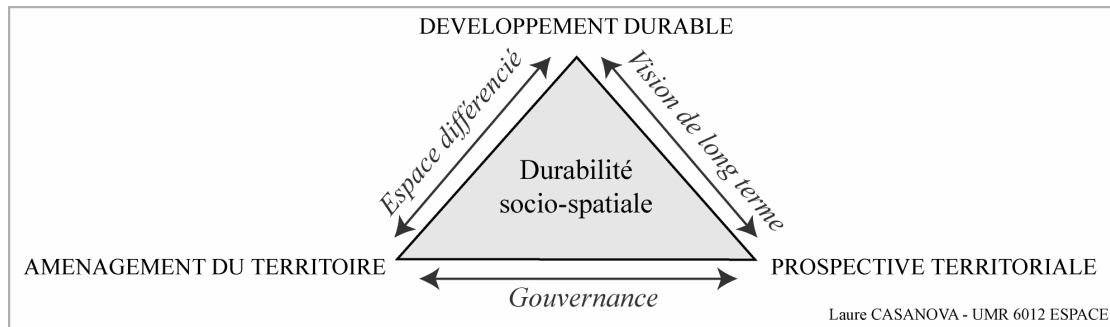 DEVELOPPEMENT DURABLE
Espace différencié
Vision de long terme
Durabilité
socio-spatiale
AMENAGEMENT DU TERRITOIRE
PROSPECTIVE TERRITORIALE
Gouvernance
Laure CASANOVA - UMR 6012 ESPACE